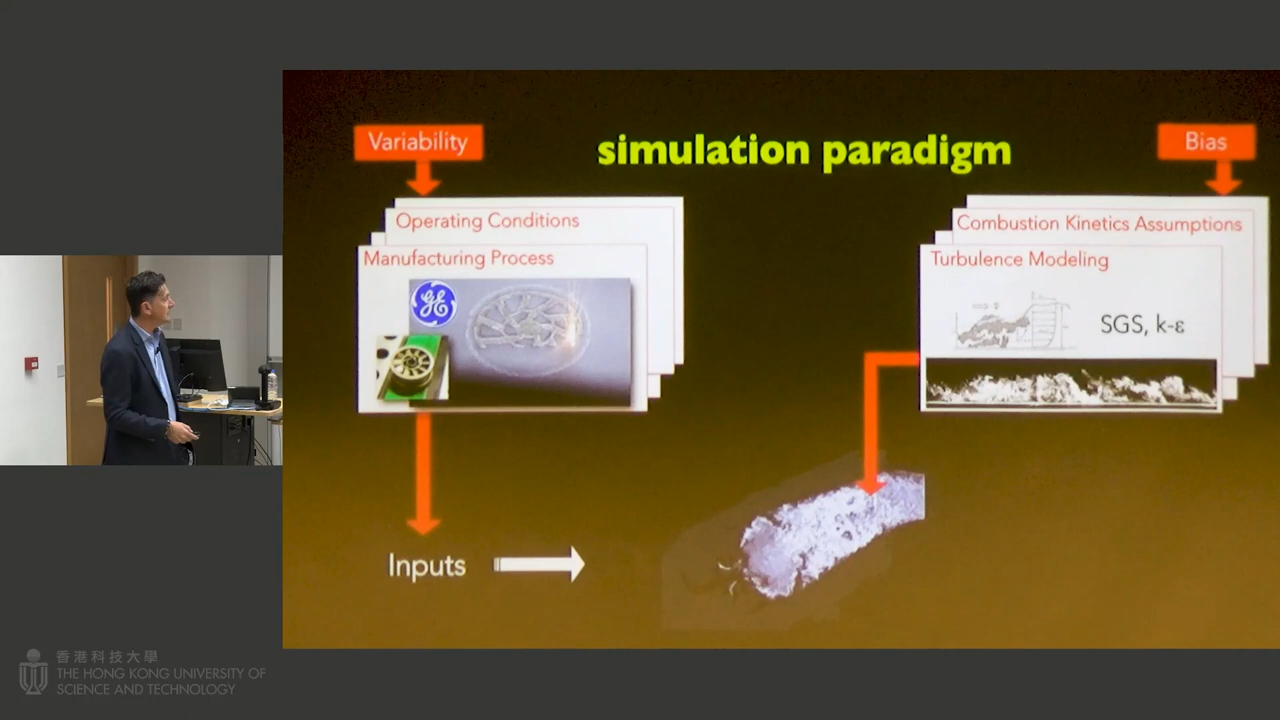 Variability
simulation paradigm
Bias
Operating Conditions
Manufacturing Process
GE
Combustion Kinetics Assumptions
Turbulence Modeling
SGS, k-ε
Inputs
香港科技大學
THE HONG KONG UNIVERSITY OF
SCIENCE AND TECHNOLOGY